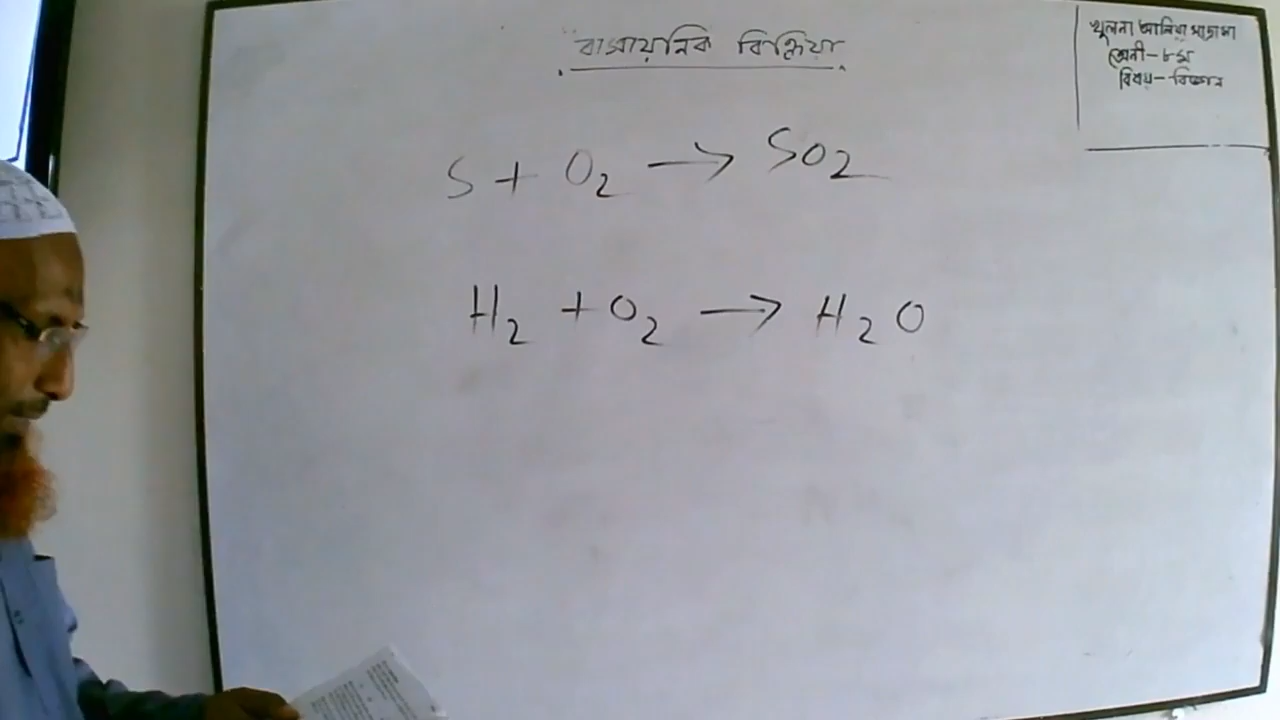 রাসায়নিক বিক্রিয়া
খুলনা আলিয়া মাদ্রাসা
শ্রেনী-৮ম
বিষয়-বিজ্ঞান
S + O₂ → SO₂
H₂ + O₂ → H₂O